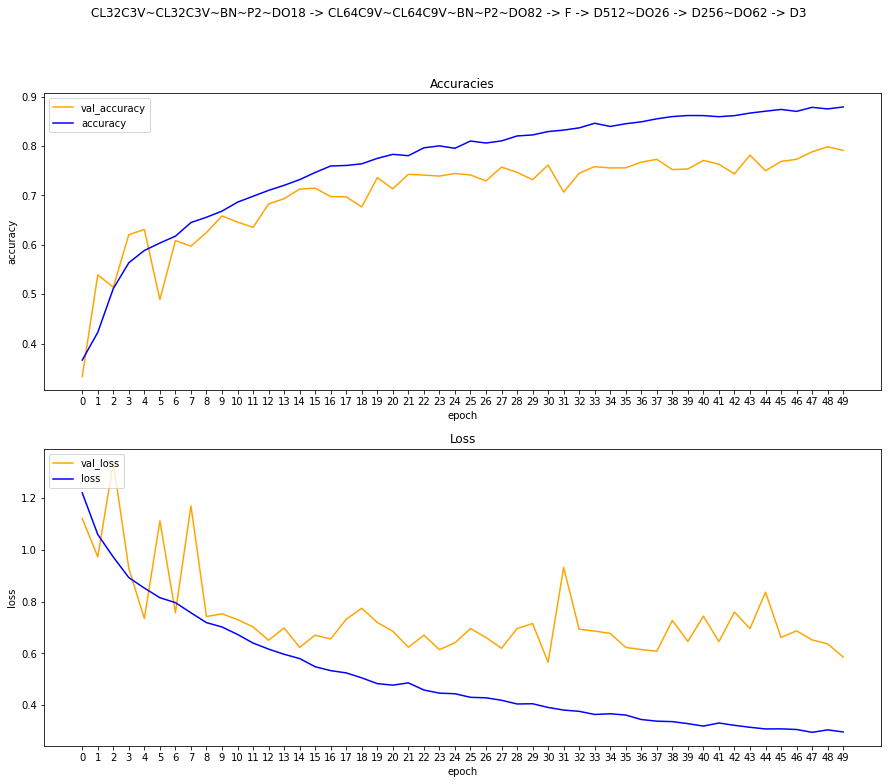 CL32C3V~CL32C3V~BN~P2~DO18 -> CL64C9V~CL64C9V~BN~P2~DO82 -> F -> D512~DO26 -> D256~DO62 -> D3
Accuracies
val_accuracy
accuracy
0.9
0.8
0.7
0.6
0.5
0.4
accuracy
0 1 2 3 4 5 6 7 8 9 10 11 12 13 14 15 16 17 18 19 20 21 22 23 24 25 26 27 28 29 30 31 32 33 34 35 36 37 38 39 40 41 42 43 44 45 46 47 48 49
epoch
Loss
val_loss
loss
1.2
1.0
0.8
0.6
0.4
loss
0 1 2 3 4 5 6 7 8 9 10 11 12 13 14 15 16 17 18 19 20 21 22 23 24 25 26 27 28 29 30 31 32 33 34 35 36 37 38 39 40 41 42 43 44 45 46 47 48 49
epoch